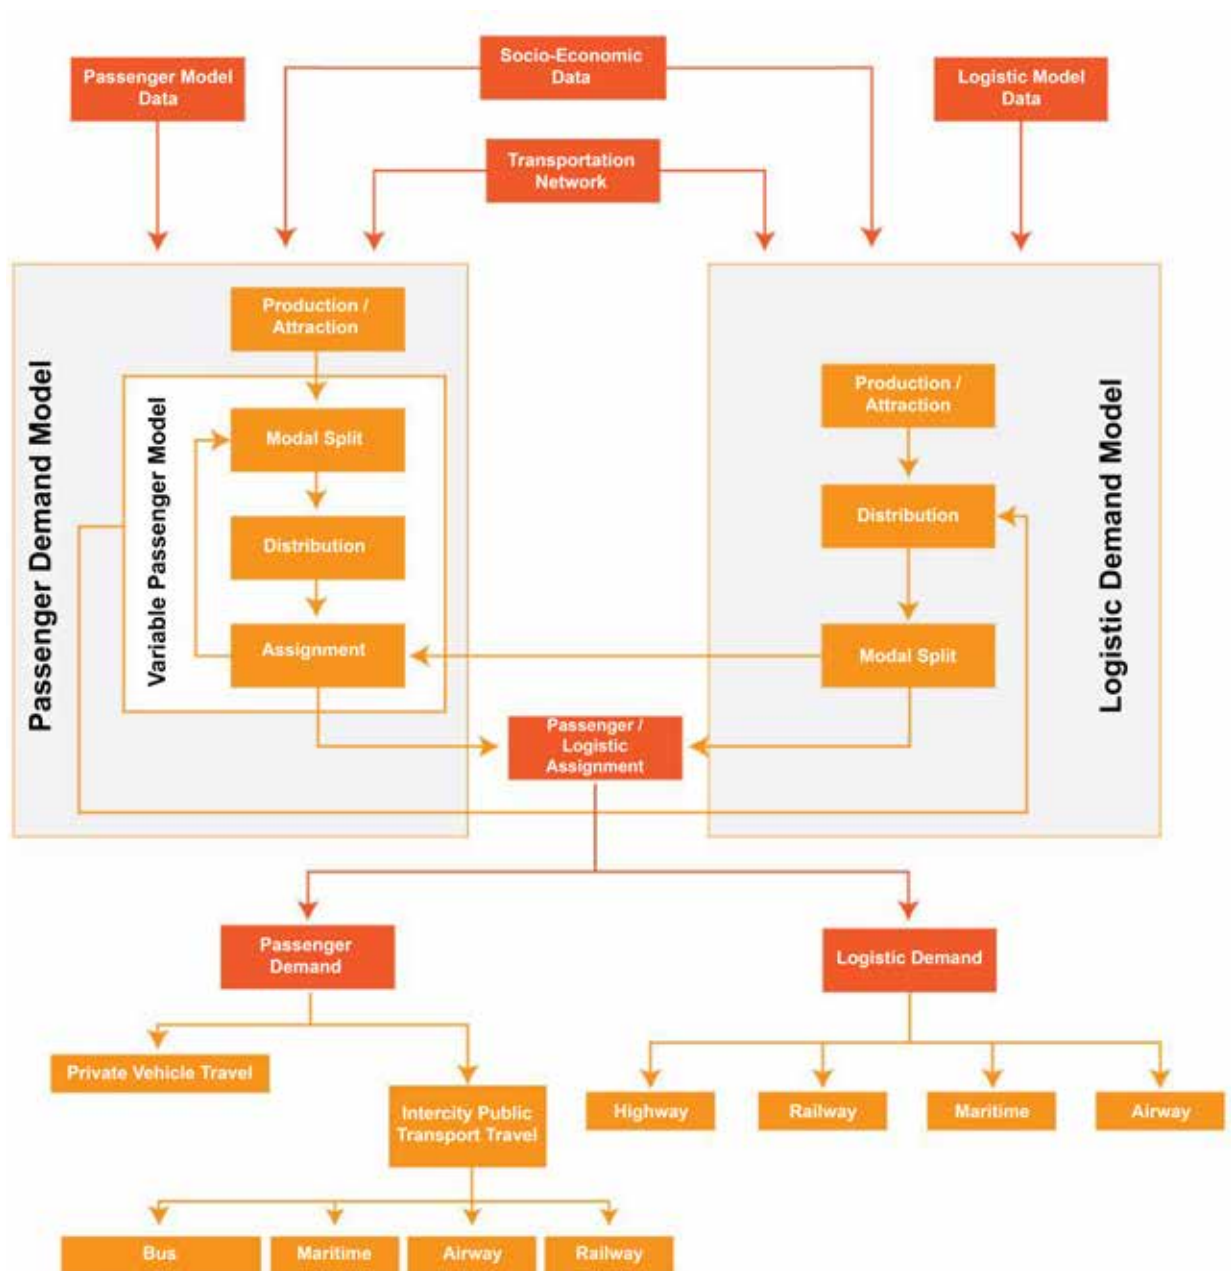 Socio-Economic
Data
Passenger Model
Data
Logistic Model
Data
Transportation
Network
Passenger Demand Model
Variable Passenger Model
Production /
Attraction
Modal Split
Distribution
Assignment
Logistic Demand Model
Production /
Attraction
Distribution
Modal Split
Passenger /
Logistic
Assignment
Passenger
Demand
Logistic Demand
Private Vehicle Travel
Intercity Public
Transport Travel
Highway
Railway
Maritime
Airway
Bus
Maritime
Airway
Railway